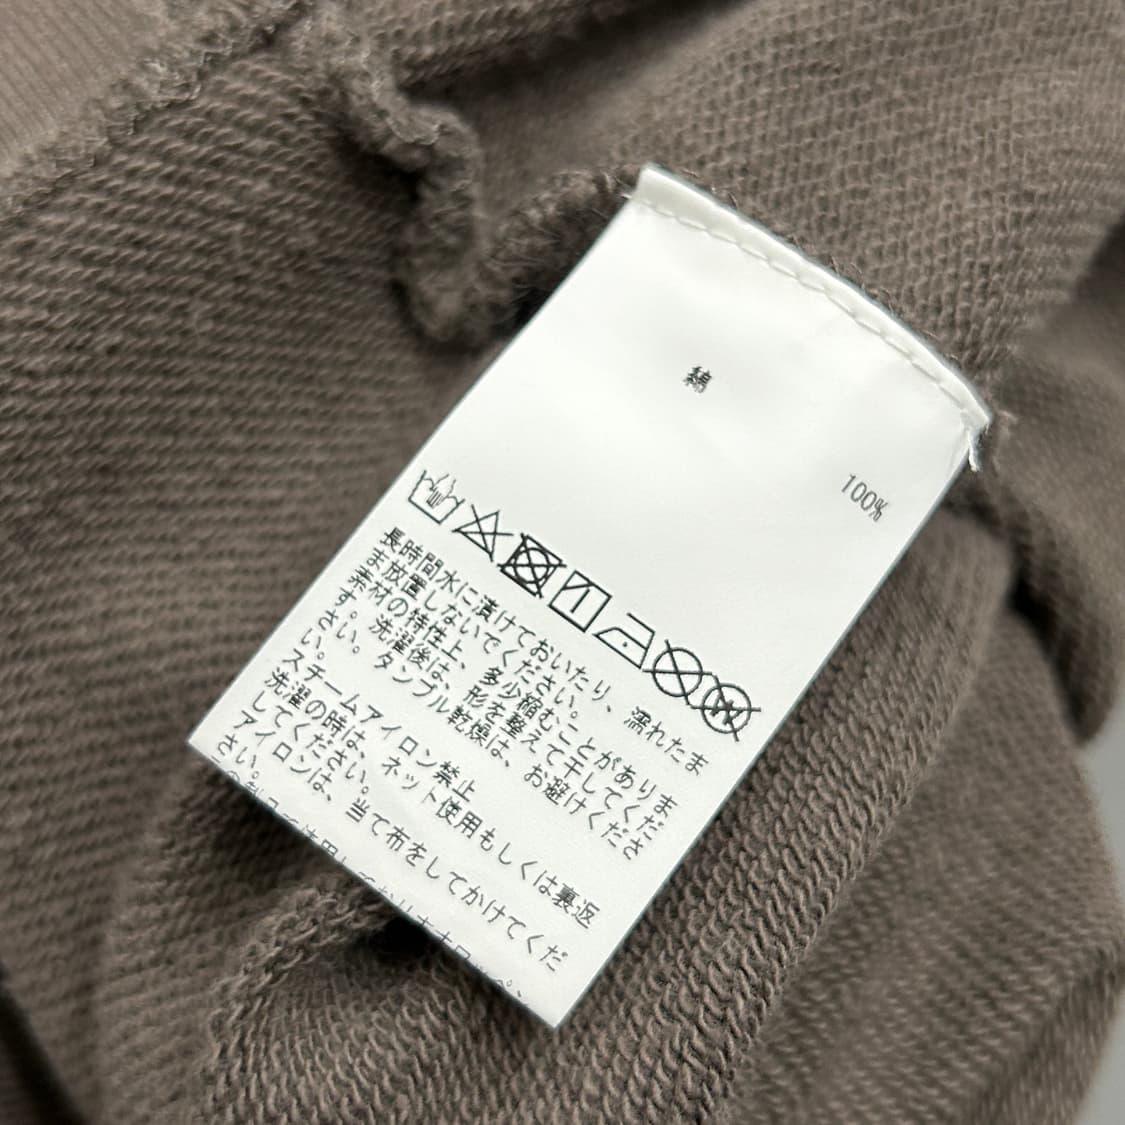 綿
100%
長時間水に漬けておいたり、濡れたまま
ま放置しないでください。
素材の特性上、多少縮むことがありま
す。洗濯後は、形を整えて干してくだ
さい。タンブル乾燥は、お避けくださ
い。
スチームアイロン禁止
洗濯の時は、ネット使用もしくは裏返
してください。
アイロンは、当て布をしてかけてくだ
さい。